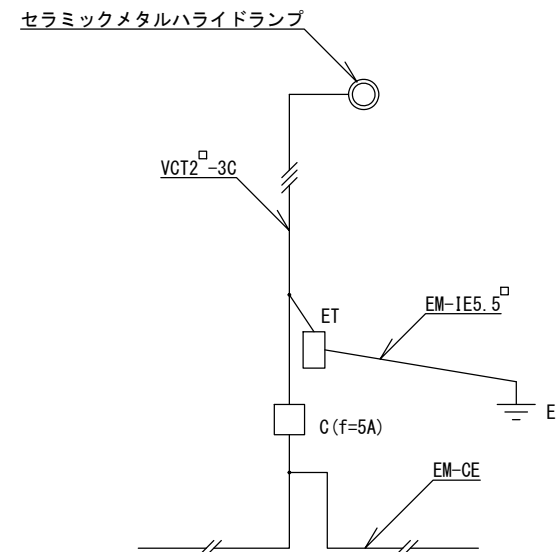 セラミックメタルハライドランプ
VCT2□-3C
EM-IE5.5□
ET
E
C(f=5A)
EM-CE